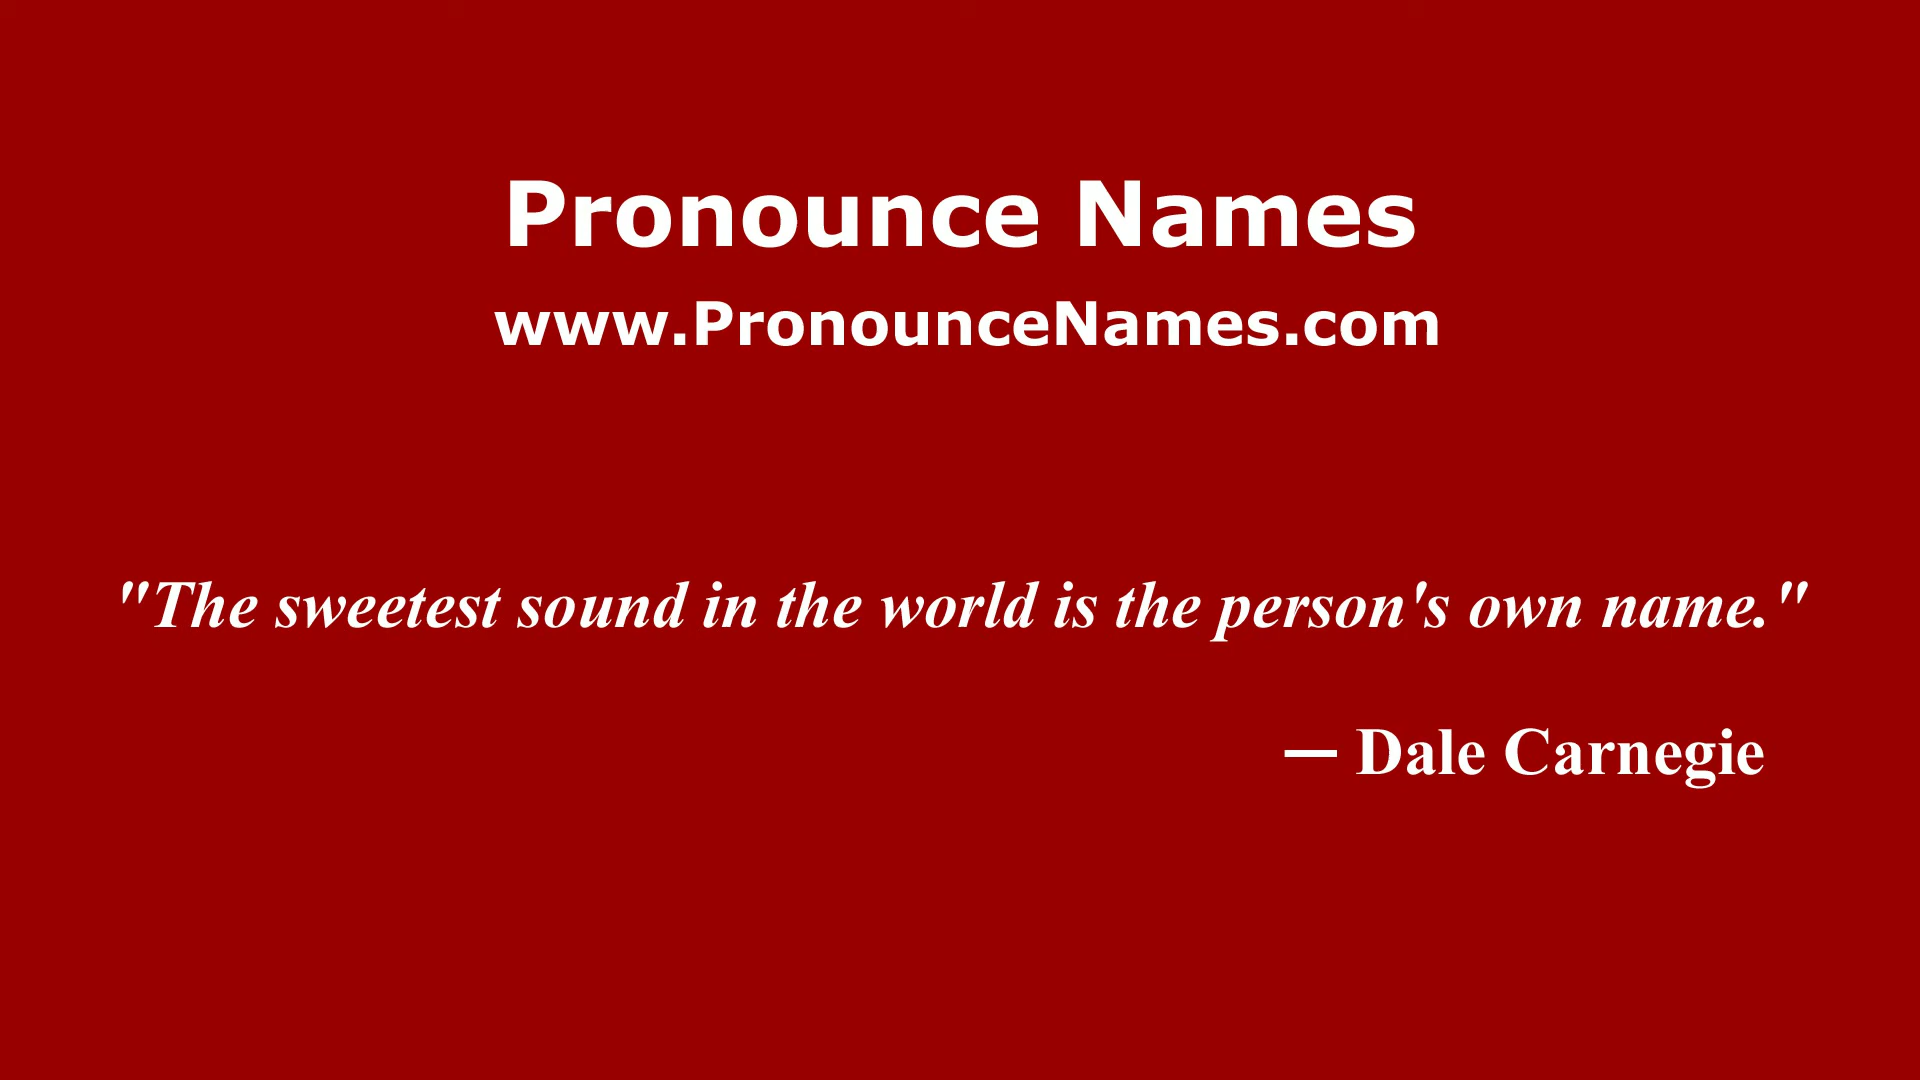 Pronounce Names
www.PronounceNames.com
"The sweetest sound in the world is the person's own name."
— Dale Carnegie